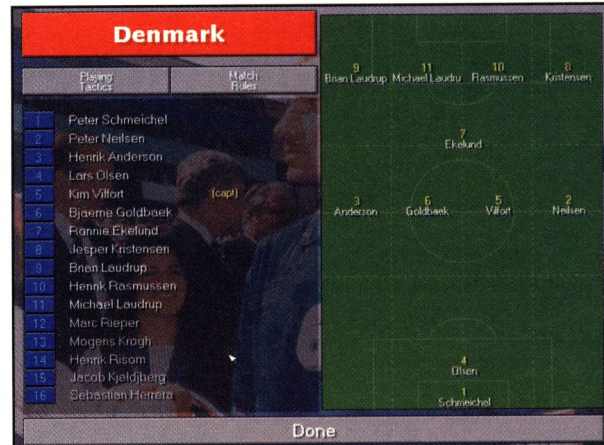 Denmark
Playing Tactics
Match Rules
1 Peter Schmeichel
2 Peter Neilsen
3 Henrik Anderson
4 Lars Olsen
5 Kim Vilfort (capt)
6 Bjaerne Goldbaek
7 Ronnie Ekelund
8 Jesper Kristensen
9 Brian Laudrup
10 Henrik Rasmussen
11 Michael Laudrup
12 Marc Rieper
13 Mogens Krogh
14 Henrik Risom
15 Jacob Kjeldjberg
16 Sebastian Herrera
9 11 10 8
Brian Laudrup Michael Laudru Rasmussen Kristensen
7
Ekelund
3 6 5 2
Anderson Goldbaek Vilfort Neilsen
4
Olsen
1
Schmeichel
Done